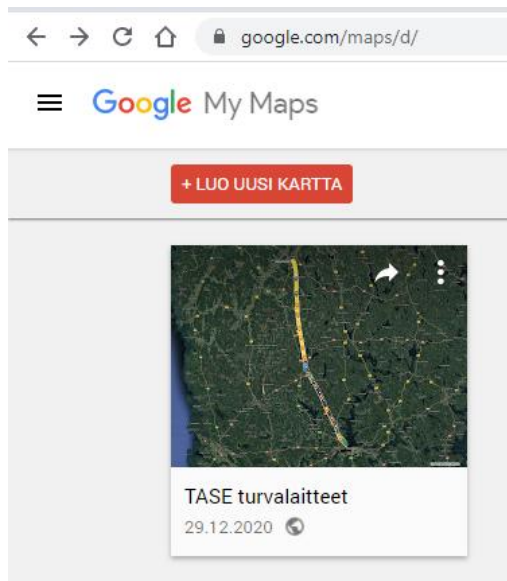 google.com/maps/d/
Google My Maps
+ LUO UUSI KARTTA
TASE turvalaitteet
29.12.2020